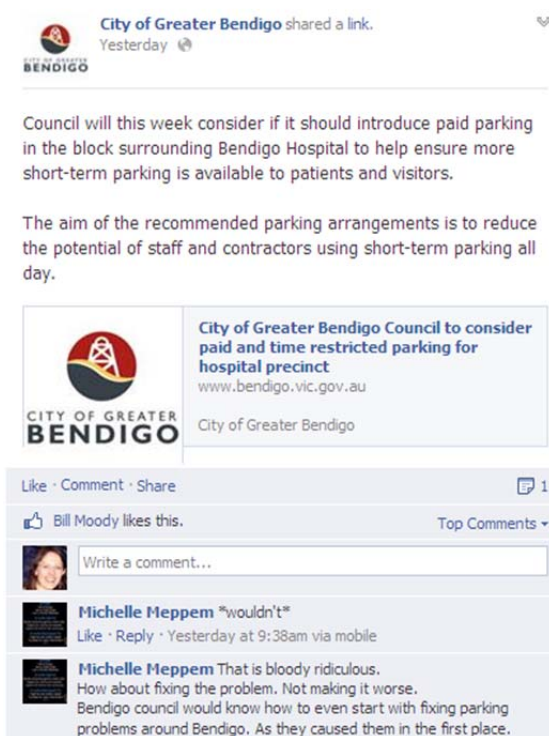 City of Greater Bendigo shared a link.
Yesterday
CITY OF GREATER
BENDIGO
Council will this week consider if it should introduce paid parking
in the block surrounding Bendigo Hospital to help ensure more
short-term parking is available to patients and visitors.
The aim of the recommended parking arrangements is to reduce
the potential of staff and contractors using short-term parking all
day.
CITY OF GREATER
BENDIGO
City of Greater Bendigo Council to consider
paid and time restricted parking for
hospital precinct
www.bendigo.vic.gov.au
City of Greater Bendigo
Like · Comment · Share
1
Bill Moody likes this.
Top Comments
Write a comment...
Michelle Meppem *wouldn't*
Like · Reply · Yesterday at 9:38am via mobile
Michelle Meppem That is bloody ridiculous.
How about fixing the problem. Not making it worse.
Bendigo council would know how to even start with fixing parking
problems around Bendigo. As they caused them in the first place.